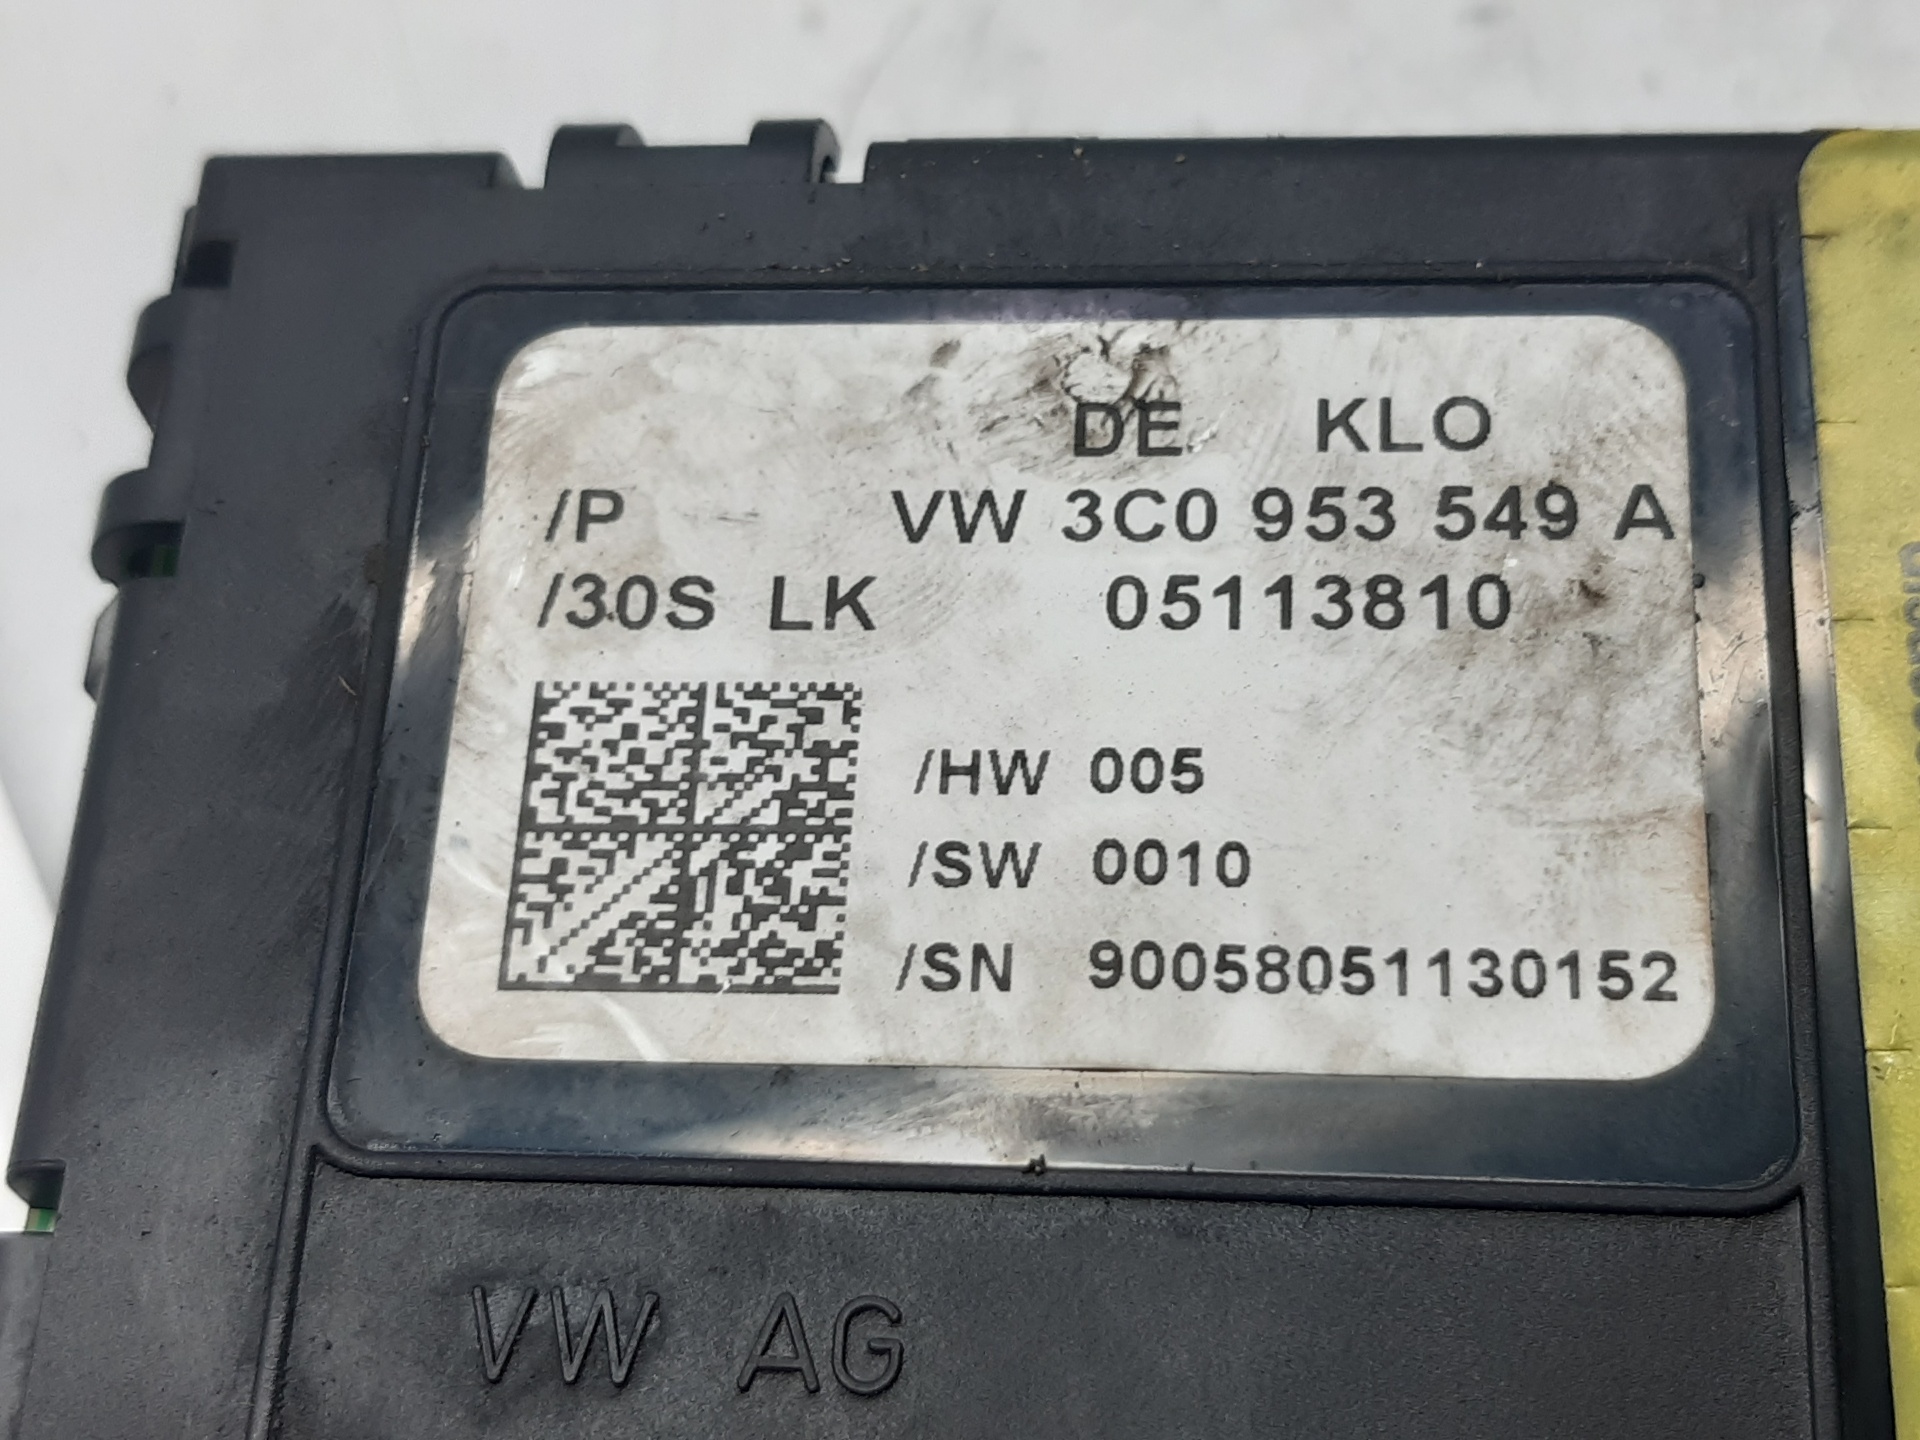 DE KLO
/P VW 3C0 953 549 A
/30S LK 05113810
/HW 005
/SW 0010
/SN 90058051130152
VW AG